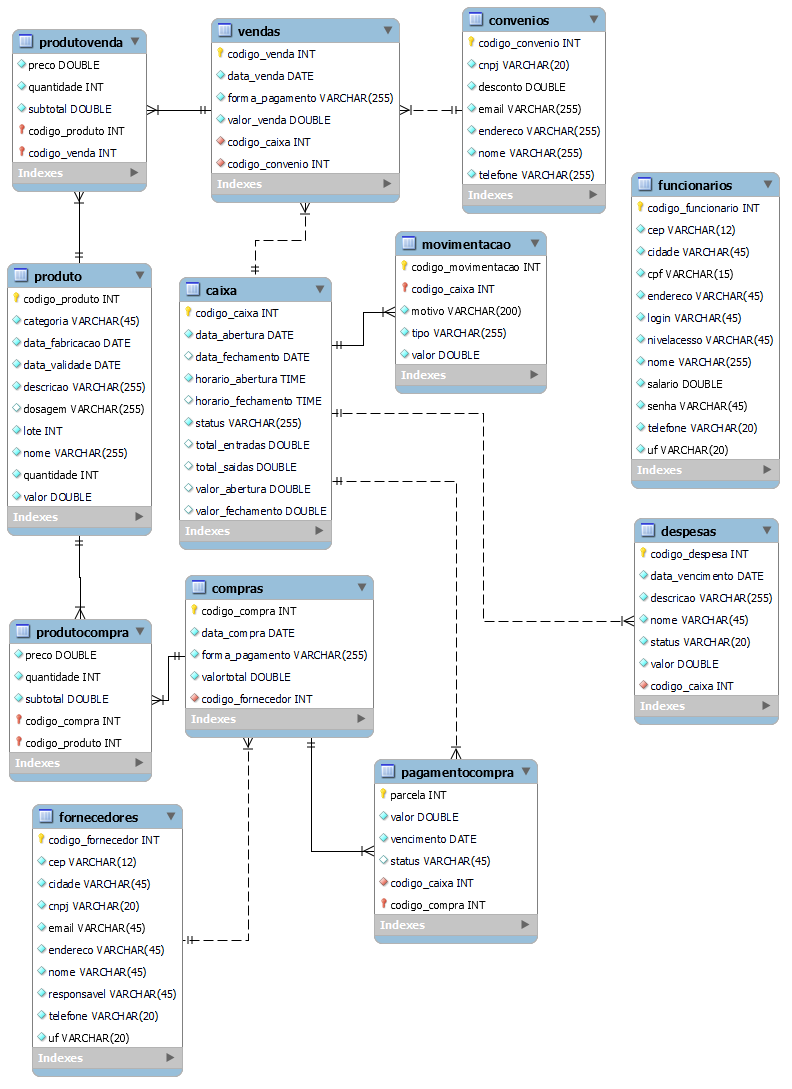 produtovenda
preco DOUBLE
quantidade INT
subtotal DOUBLE
codigo_produto INT
codigo_venda INT
Indexes
vendas
codigo_venda INT
data_venda DATE
forma_pagamento VARCHAR(255)
valor_venda DOUBLE
codigo_caixa INT
codigo_convenio INT
Indexes
convenios
codigo_convenio INT
cnpj VARCHAR(20)
desconto DOUBLE
email VARCHAR(255)
endereco VARCHAR(255)
nome VARCHAR(255)
telefone VARCHAR(255)
Indexes
funcionarios
codigo_funcionario INT
cep VARCHAR(12)
cidade VARCHAR(45)
cpf VARCHAR(15)
endereco VARCHAR(45)
login VARCHAR(45)
nivelacesso VARCHAR(45)
nome VARCHAR(255)
salario DOUBLE
senha VARCHAR(45)
telefone VARCHAR(20)
uf VARCHAR(20)
Indexes
produto
codigo_produto INT
categoria VARCHAR(45)
data_fabricacao DATE
data_validade DATE
descricao VARCHAR(255)
dosagem VARCHAR(255)
lote INT
nome VARCHAR(255)
quantidade INT
valor DOUBLE
Indexes
caixa
codigo_caixa INT
data_abertura DATE
data_fechamento DATE
horario_abertura TIME
horario_fechamento TIME
status VARCHAR(255)
total_entradas DOUBLE
total_saidas DOUBLE
valor_abertura DOUBLE
valor_fechamento DOUBLE
Indexes
movimentacao
codigo_movimentacao INT
codigo_caixa INT
motivo VARCHAR(200)
tipo VARCHAR(255)
valor DOUBLE
Indexes
despesas
codigo_despesa INT
data_vencimento DATE
descricao VARCHAR(255)
nome VARCHAR(45)
status VARCHAR(20)
valor DOUBLE
codigo_caixa INT
Indexes
produtocompra
preco DOUBLE
quantidade INT
subtotal DOUBLE
codigo_compra INT
codigo_produto INT
Indexes
compras
codigo_compra INT
data_compra DATE
forma_pagamento VARCHAR(255)
valortotal DOUBLE
codigo_fornecedor INT
Indexes
pagamentocompra
parcela INT
valor DOUBLE
vencimento DATE
status VARCHAR(45)
codigo_caixa INT
codigo_compra INT
Indexes
fornecedores
codigo_fornecedor INT
cep VARCHAR(12)
cidade VARCHAR(45)
cnpj VARCHAR(20)
email VARCHAR(45)
endereco VARCHAR(45)
nome VARCHAR(45)
responsavel VARCHAR(45)
telefone VARCHAR(20)
uf VARCHAR(20)
Indexes